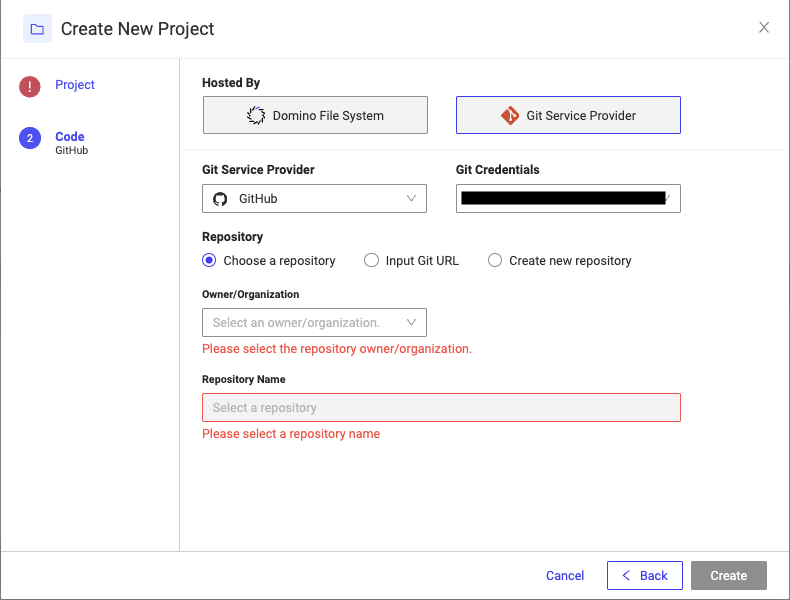 Create New Project
!
Project
2
Code
GitHub
Hosted By
Domino File System
Git Service Provider
Git Service Provider
Git Credentials
GitHub
Repository
Choose a repository
Input Git URL
Create new repository
Owner/Organization
Select an owner/organization.
Please select the repository owner/organization.
Repository Name
Select a repository
Please select a repository name
Cancel
Back
Create